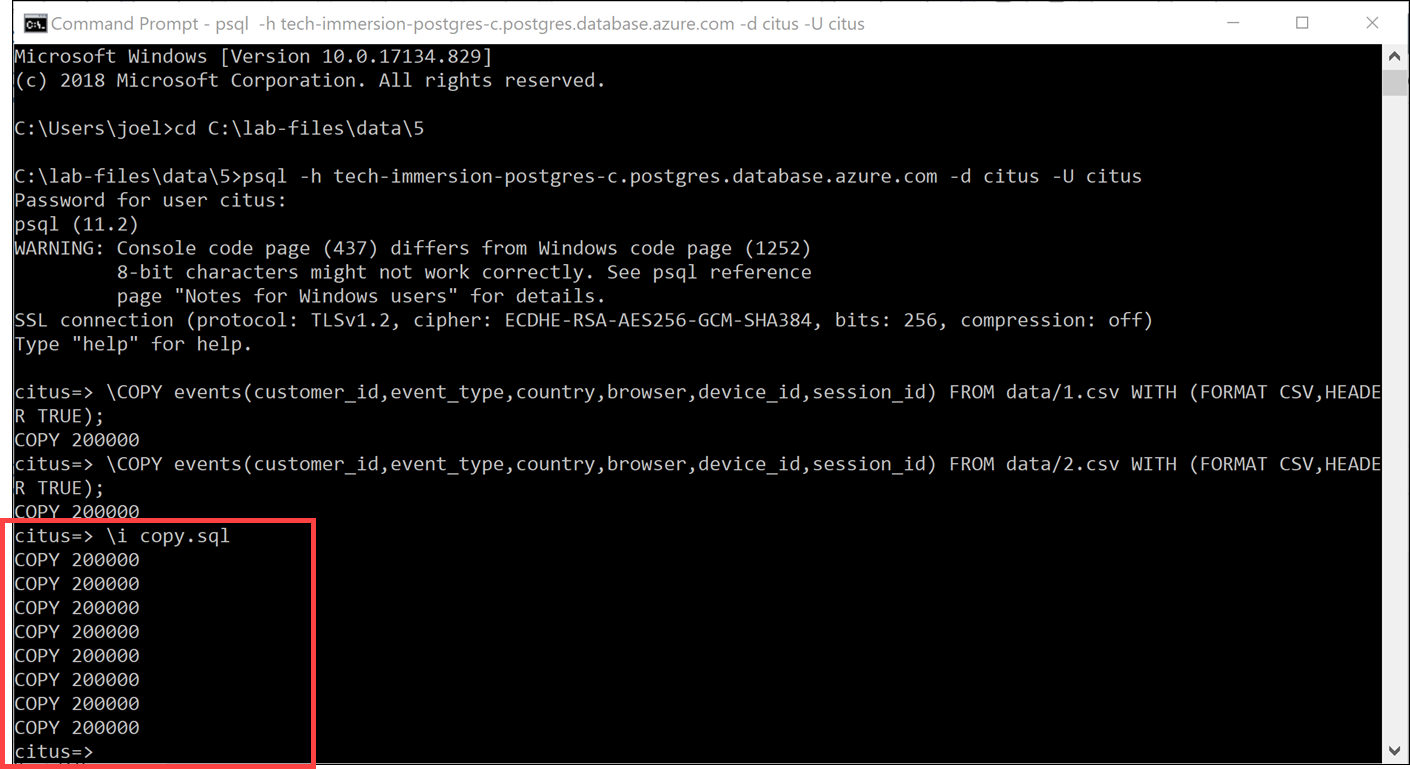 Command Prompt - psql -h tech-immersion-postgres-c.postgres.database.azure.com -d citus -U citus
Microsoft Windows [Version 10.0.17134.829]
(c) 2018 Microsoft Corporation. All rights reserved.
C:\Users\joel>cd C:\lab-files\data\5
C:\lab-files\data\5>psql -h tech-immersion-postgres-c.postgres.database.azure.com -d citus -U citus
Password for user citus:
psql (11.2)
WARNING: Console code page (437) differs from Windows code page (1252)
         8-bit characters might not work correctly. See psql reference
         page "Notes for Windows users" for details.
SSL connection (protocol: TLSv1.2, cipher: ECDHE-RSA-AES256-GCM-SHA384, bits: 256, compression: off)
Type "help" for help.
citus=> \COPY events(customer_id,event_type,country,browser,device_id,session_id) FROM data/1.csv WITH (FORMAT CSV,HEADE
R TRUE);
COPY 200000
citus=> \COPY events(customer_id,event_type,country,browser,device_id,session_id) FROM data/2.csv WITH (FORMAT CSV,HEADE
R TRUE);
COPY 200000
citus=> \i copy.sql
COPY 200000
COPY 200000
COPY 200000
COPY 200000
COPY 200000
COPY 200000
COPY 200000
COPY 200000
citus=>